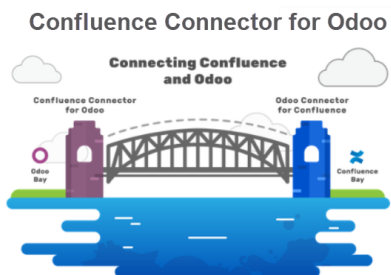 Confluence Connector for Odoo
Connecting Confluence
and Odoo
Confluence Connector
for Odoo
Odoo Connector
for Confluence
Odoo
Bay
Confluence
Bay